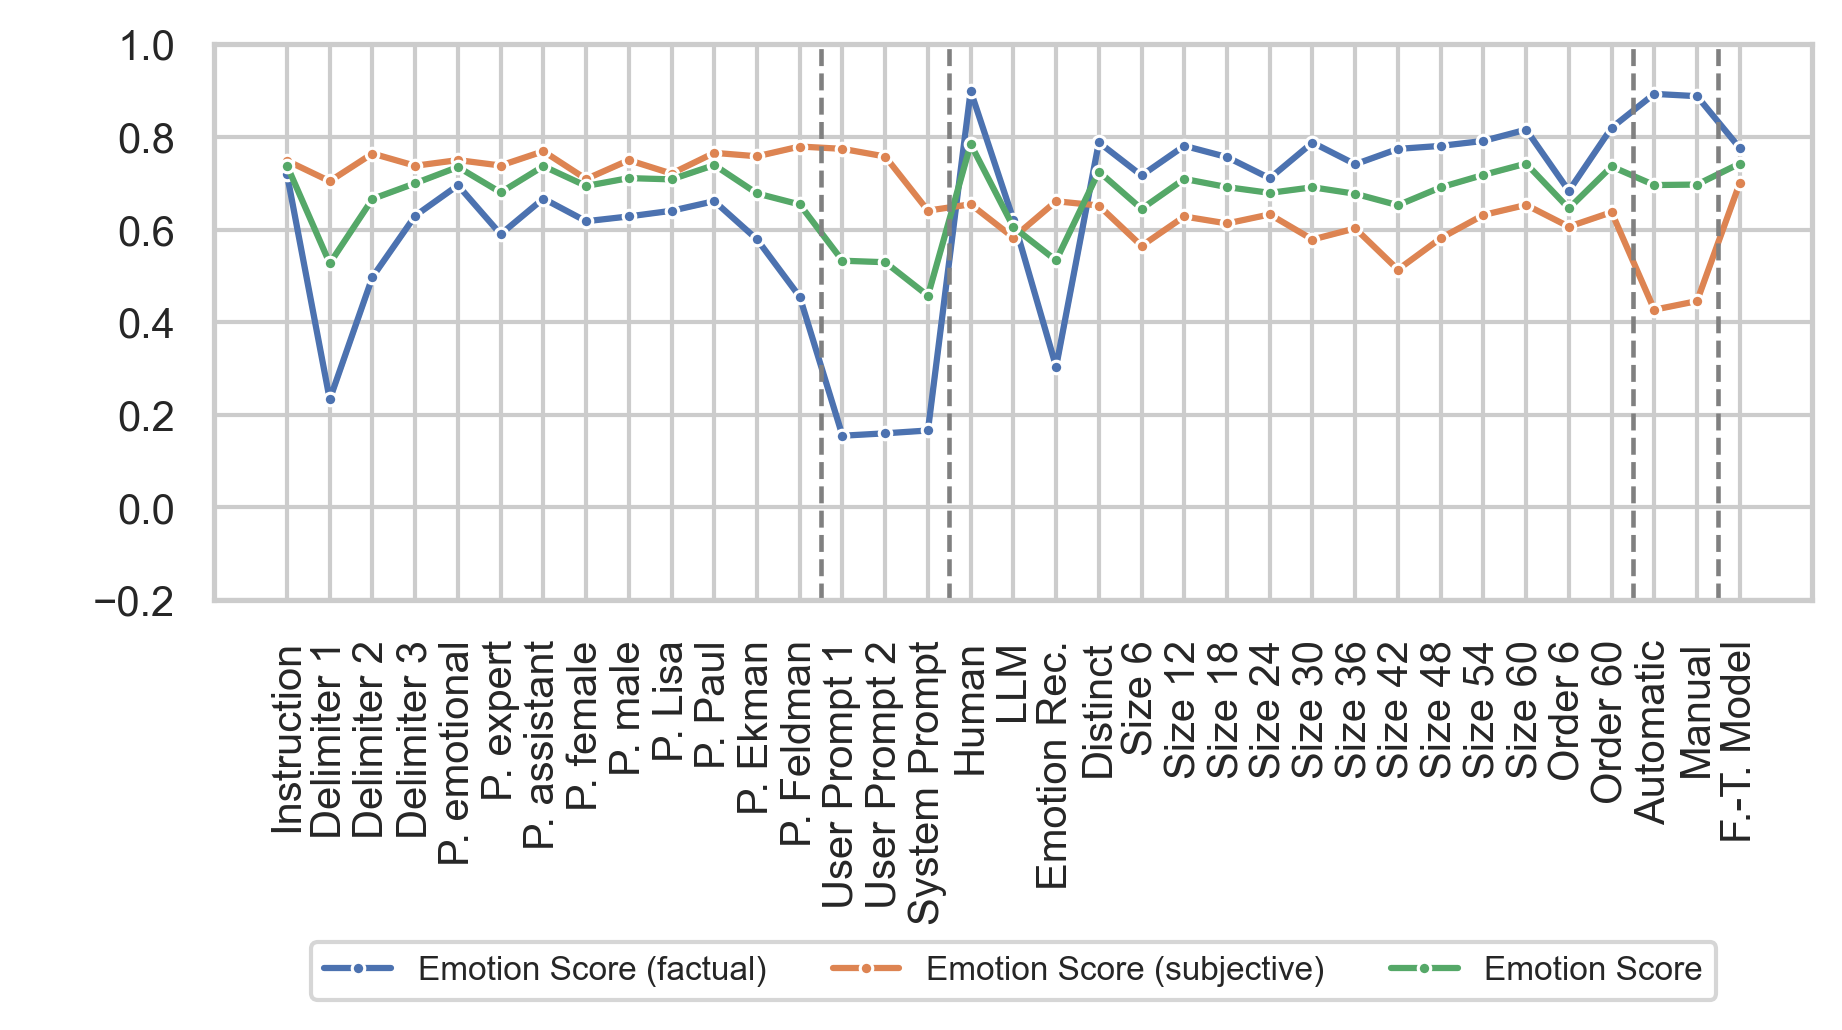 1.0
0.8
0.6
0.4
0.2
0.0
−0.2
Instruction
Delimiter 1
Delimiter 2
Delimiter 3
P. emotional
P. expert
P. assistant
P. female
P. male
P. Lisa
P. Paul
P. Ekman
P. Feldman
User Prompt 1
User Prompt 2
System Prompt
Human
LLM
Emotion Rec.
Distinct
Size 6
Size 12
Size 18
Size 24
Size 30
Size 36
Size 42
Size 48
Size 54
Size 60
Order 6
Order 60
Automatic
Manual
F.-T. Model
Emotion Score (factual)
Emotion Score (subjective)
Emotion Score